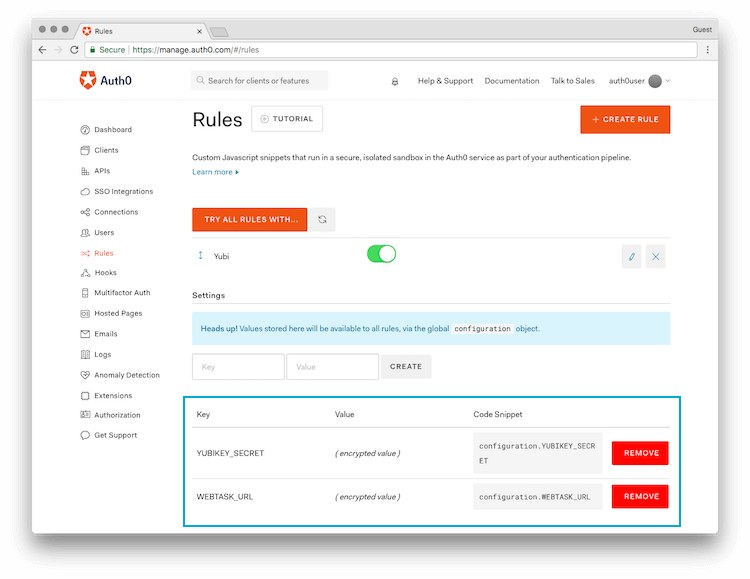 Rules
Guest
Secure https://manage.auth0.com/#/rules
Auth0
Search for clients or features
Help & Support
Documentation
Talk to Sales
auth0user
Dashboard
Clients
APIs
SSO Integrations
Connections
Users
Rules
Hooks
Multifactor Auth
Hosted Pages
Emails
Logs
Anomaly Detection
Extensions
Authorization
Get Support
Rules
TUTORIAL
+ CREATE RULE
Custom Javascript snippets that run in a secure, isolated sandbox in the Auth0 service as part of your authentication pipeline.
Learn more
TRY ALL RULES WITH...
Yubi
Settings
Heads up! Values stored here will be available to all rules, via the global configuration object.
Key
Value
CREATE
Key Value Code Snippet
YUBIKEY_SECRET ( encrypted value ) configuration.YUBIKEY_SECR
ET
REMOVE
WEBTASK_URL ( encrypted value ) configuration.WEBTASK_URL REMOVE